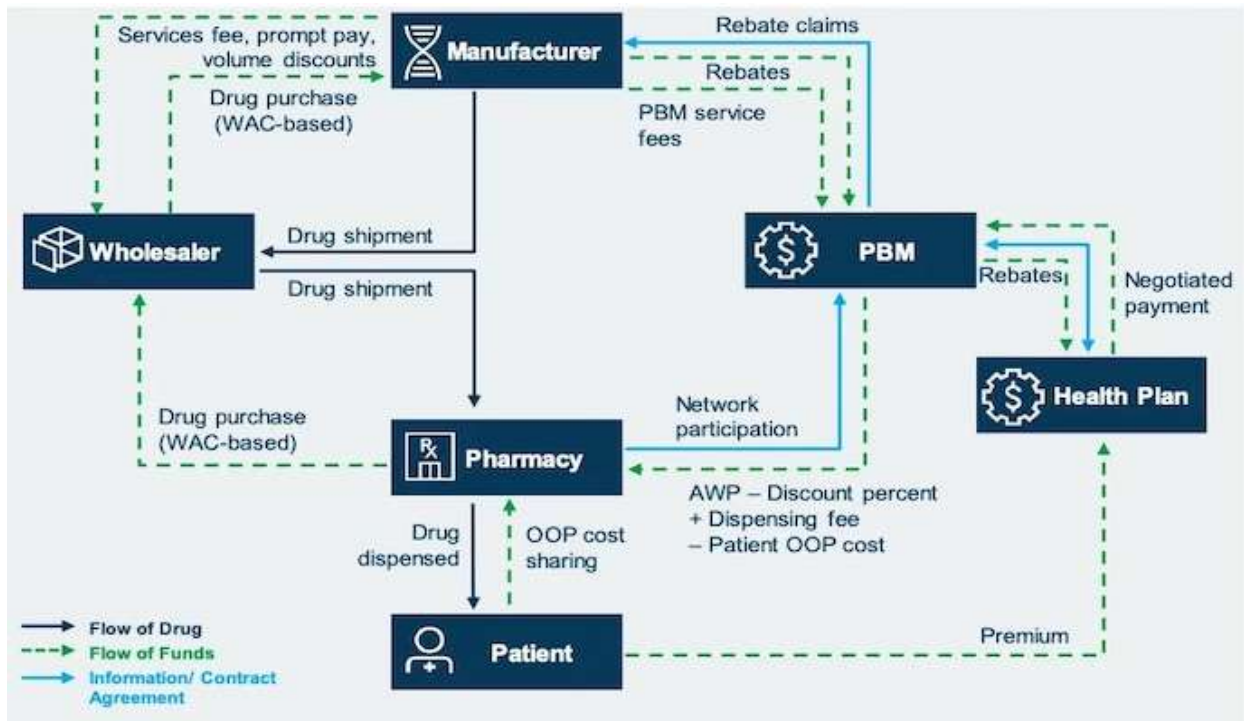 Services fee, prompt pay,
volume discounts
Manufacturer
Rebate claims
Rebates
Drug purchase
(WAC-based)
PBM service
fees
Wholesaler
Drug shipment
Drug shipment
PBM
Rebates
Negotiated
payment
Health Plan
Drug purchase
(WAC-based)
Network
participation
Rx
Pharmacy
AWP – Discount percent
+ Dispensing fee
– Patient OOP cost
Drug
dispensed
OOP cost
sharing
Patient
Premium
Flow of Drug
Flow of Funds
Information/ Contract
Agreement